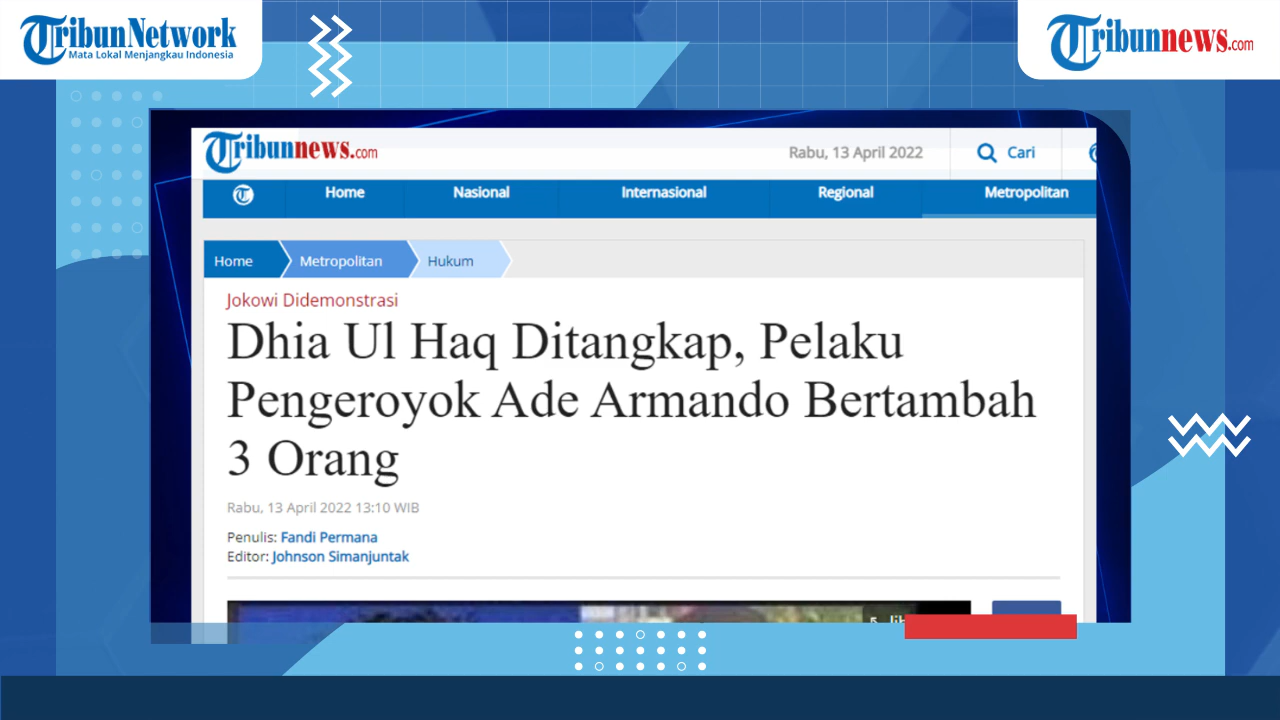 TribunNetwork
Mata Lokal Menjangkau Indonesia
Tribunnews.com
Tribunnews.com
Rabu, 13 April 2022
Cari
Home
Nasional
Internasional
Regional
Metropolitan
Home
Metropolitan
Hukum
Jokowi Didemonstrasi
Dhia Ul Haq Ditangkap, Pelaku
Pengeroyok Ade Armando Bertambah
3 Orang
Rabu, 13 April 2022 13:10 WIB
Penulis: Fandi Permana
Editor: Johnson Simanjuntak